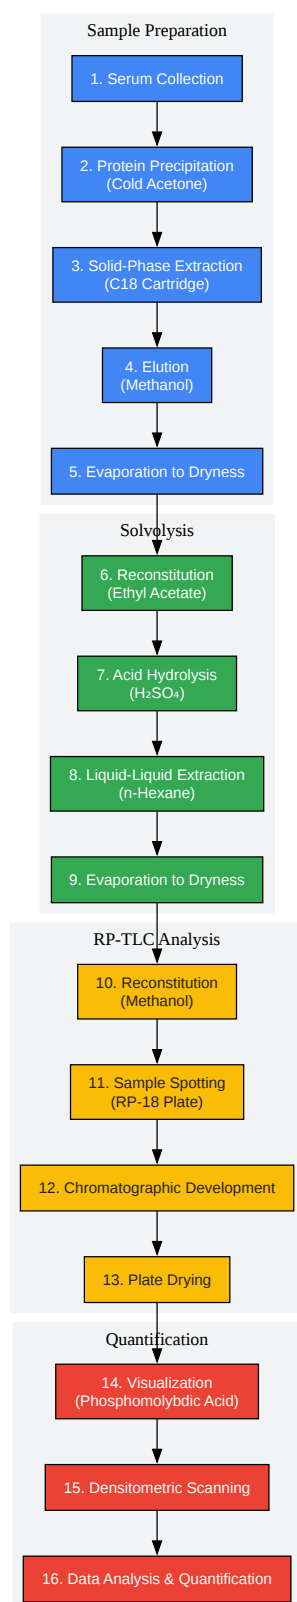 Sample Preparation
1. Serum Collection
2. Protein Precipitation
(Cold Acetone)
3. Solid-Phase Extraction
(C18 Cartridge)
4. Elution
(Methanol)
5. Evaporation to Dryness
Solvolysis
6. Reconstitution
(Ethyl Acetate)
7. Acid Hydrolysis
(H₂SO₄)
8. Liquid-Liquid Extraction
(n-Hexane)
9. Evaporation to Dryness
RP-TLC Analysis
10. Reconstitution
(Methanol)
11. Sample Spotting
(RP-18 Plate)
12. Chromatographic Development
13. Plate Drying
Quantification
14. Visualization
(Phosphomolybdic Acid)
15. Densitometric Scanning
16. Data Analysis & Quantification